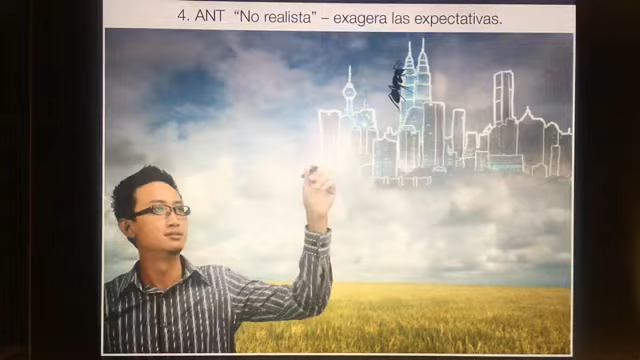 4. ANT “No realista” – exagera las expectativas.